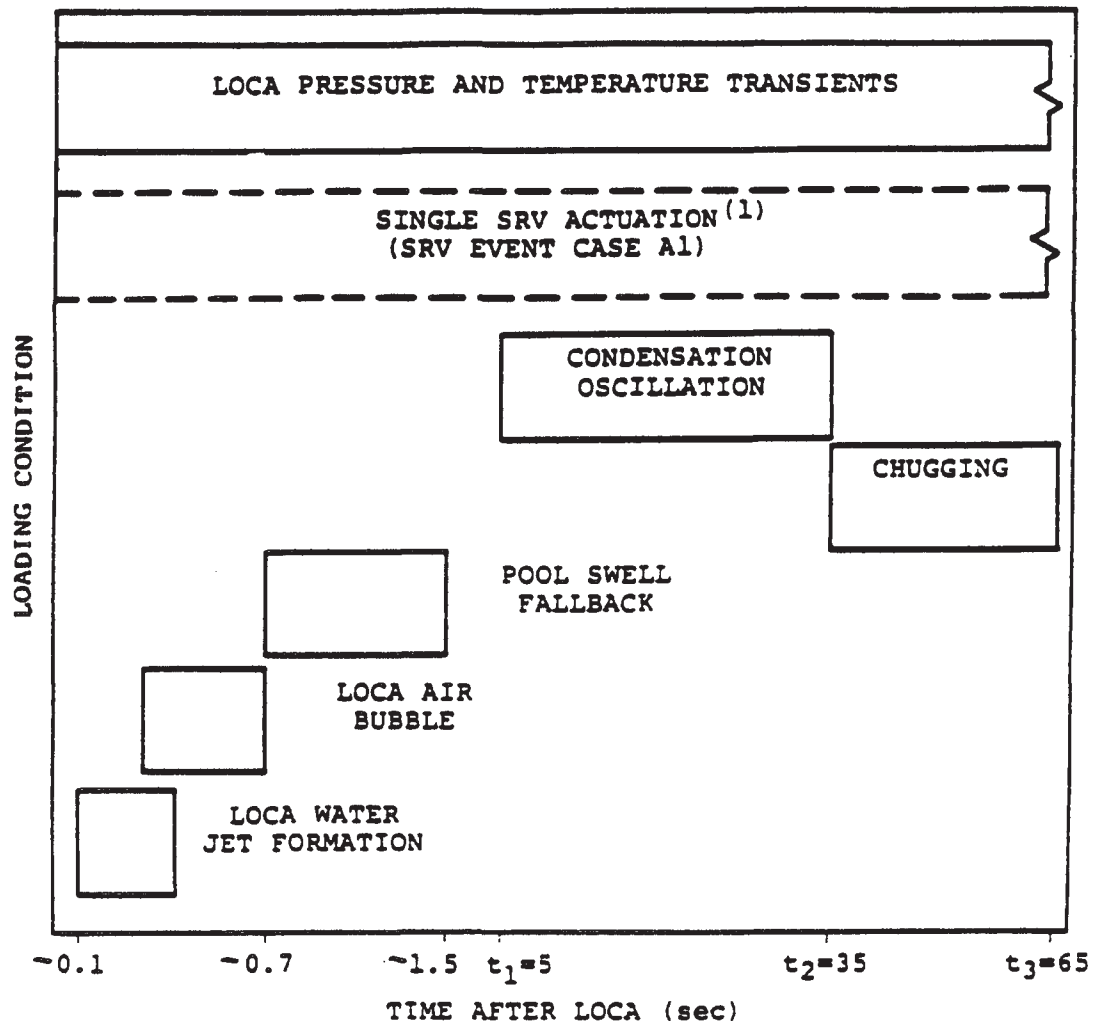 LOCA PRESSURE AND TEMPERATURE TRANSIENTS
SINGLE SRV ACTUATION(1)
(SRV EVENT CASE A1)
CONDENSATION
OSCILLATION
CHUGGING
POOL SWELL
FALLBACK
LOCA AIR
BUBBLE
LOCA WATER
JET FORMATION
LOADING CONDITION
~0.1 ~0.7 ~1.5 t1=5 t2=35 t3=65
TIME AFTER LOCA (sec)